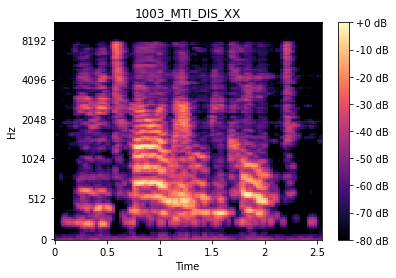 1003_MTI_DIS_XX
+0 dB
8192
-10 dB
4096
-20 dB
-30 dB
2048
Hz
-40 dB
1024
-50 dB
512
-60 dB
-70 dB
0
-80 dB
0 0.5 1 1.5 2 2.5
Time